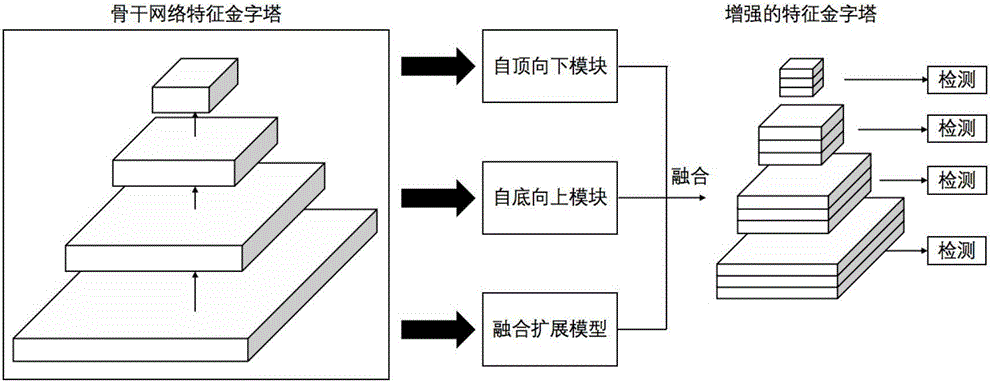 骨干网络特征金字塔
增强的特征金字塔
自顶向下模块
自底向上模块
融合扩展模型
融合
检测
检测
检测
检测